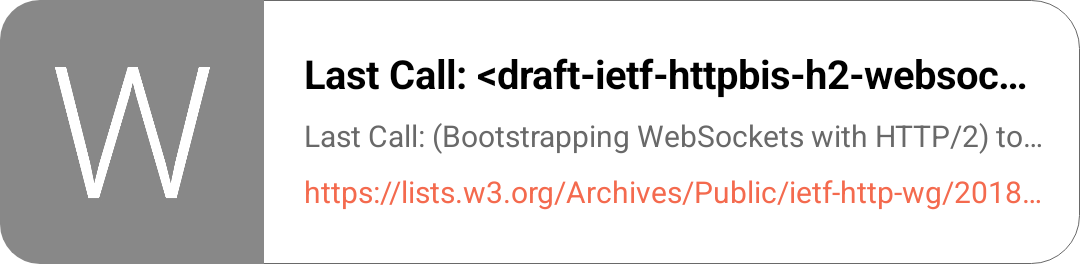 W
Last Call: <draft-ietf-httpbis-h2-websoc...
Last Call: (Bootstrapping WebSockets with HTTP/2) to...
https://lists.w3.org/Archives/Public/ietf-http-wg/2018...